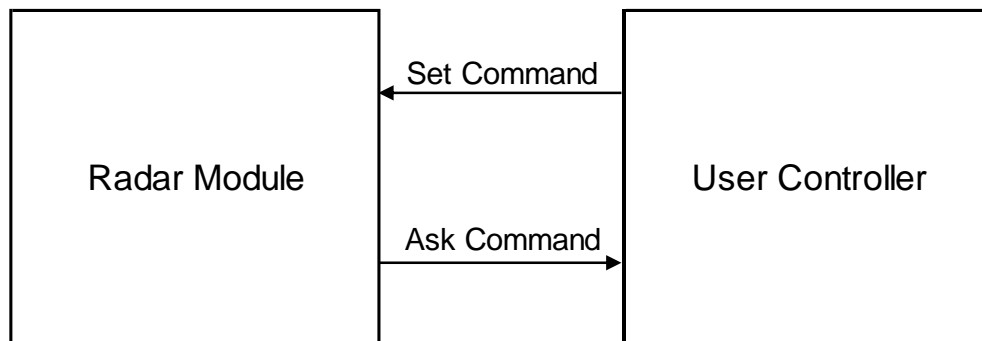 Set Command
Radar Module
User Controller
Ask Command